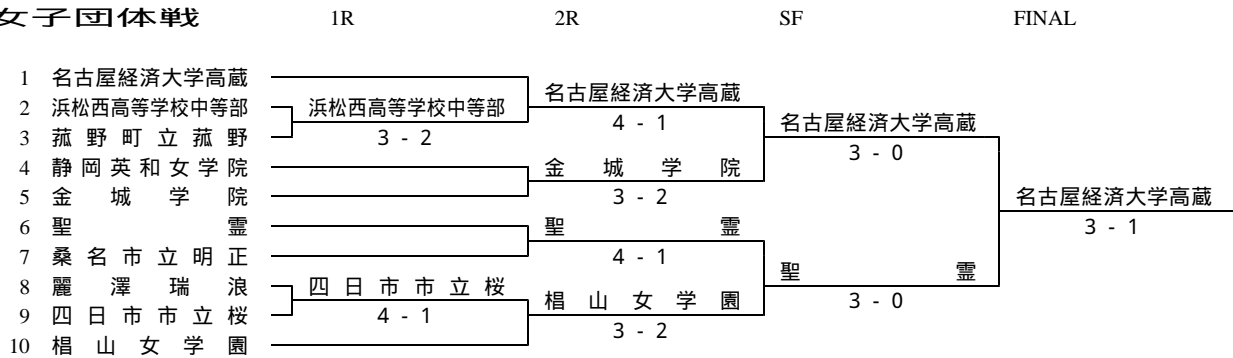 女子団体戦 1R 2R SF FINAL
1 名古屋経済大学高蔵
2 浜松西高等学校中等部
3 菰野町立菰野
4 静岡英和女学院
5 金城学院
6 聖霊
7 桑名市立明正
8 麗澤瑞浪
9 四日市市立桜
10 椙山女学園
浜松西高等学校中等部
3 - 2
四日市市立桜
4 - 1
名古屋経済大学高蔵
4 - 1
金城学院
3 - 2
聖霊
4 - 1
椙山女学園
3 - 2
名古屋経済大学高蔵
3 - 0
聖霊
3 - 0
名古屋経済大学高蔵
3 - 1